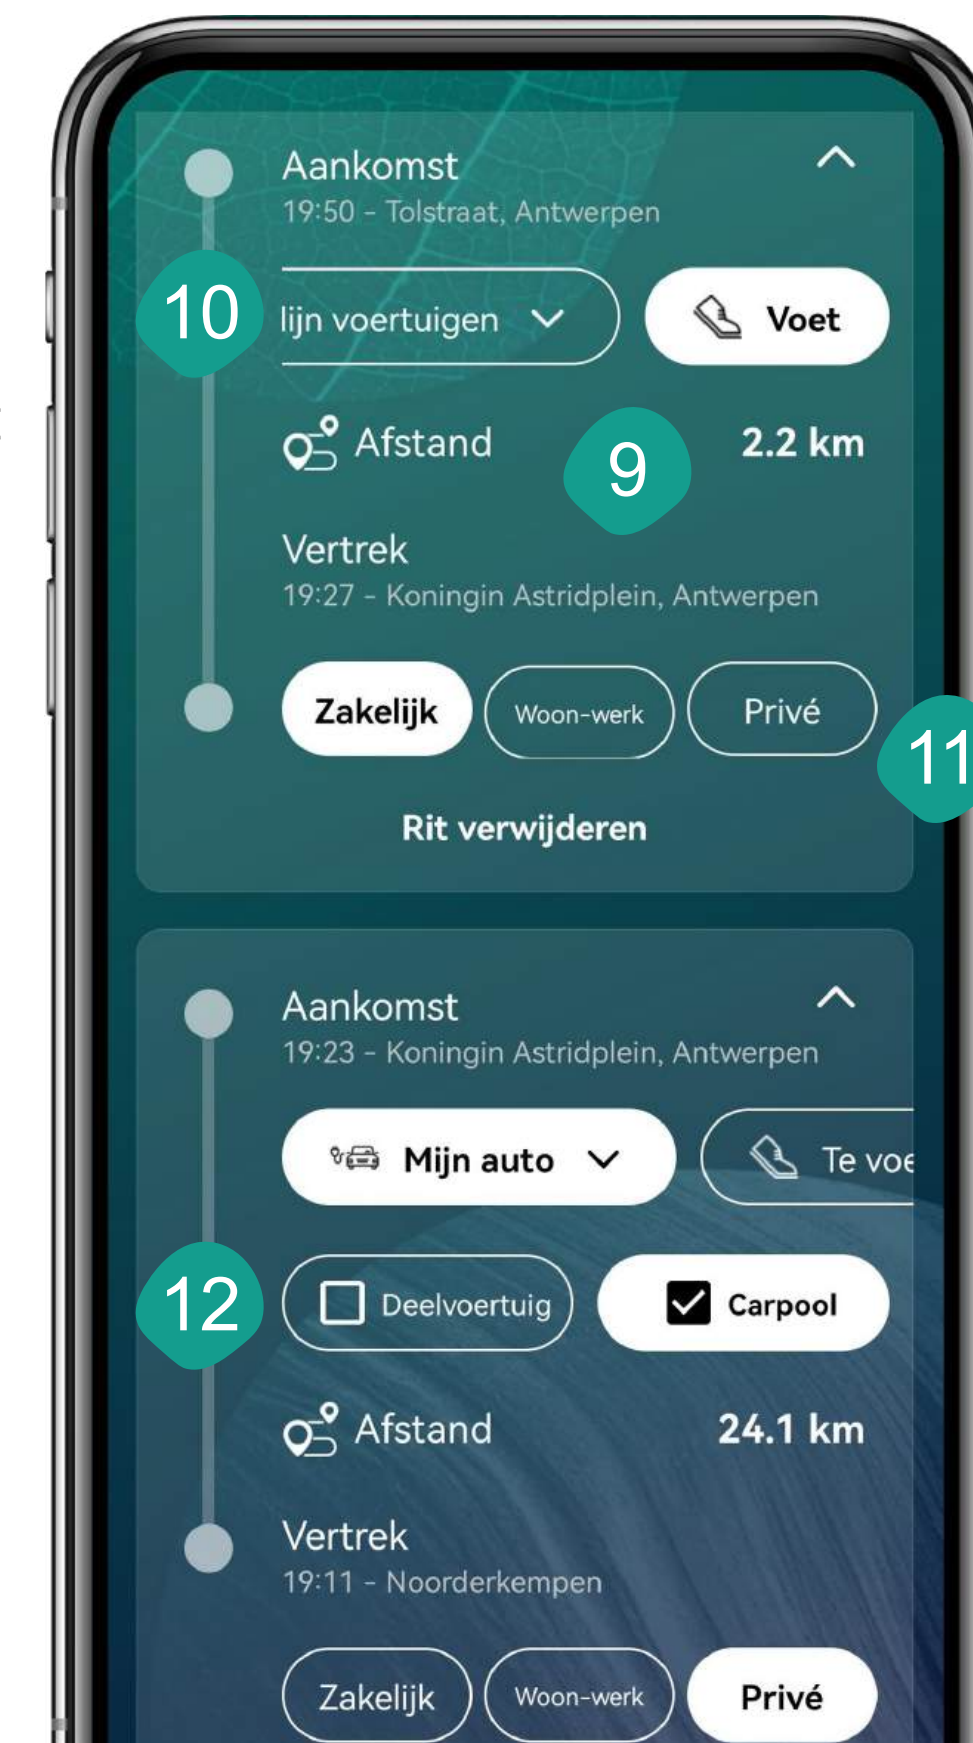 Aankomst
19:50 - Tolstraat, Antwerpen
10
voertuigen
Voet
Afstand
9
2.2 km
Vertrek
19:27 - Koningin Astridplein, Antwerpen
Zakelijk
Woon-werk
Privé
11
Rit verwijderen
Aankomst
19:23 - Koningin Astridplein, Antwerpen
Mijn auto
Te voe
12
Deelvoertuig
Carpool
Afstand
24.1 km
Vertrek
19:11 - Noorderkempen
Zakelijk
Woon-werk
Privé